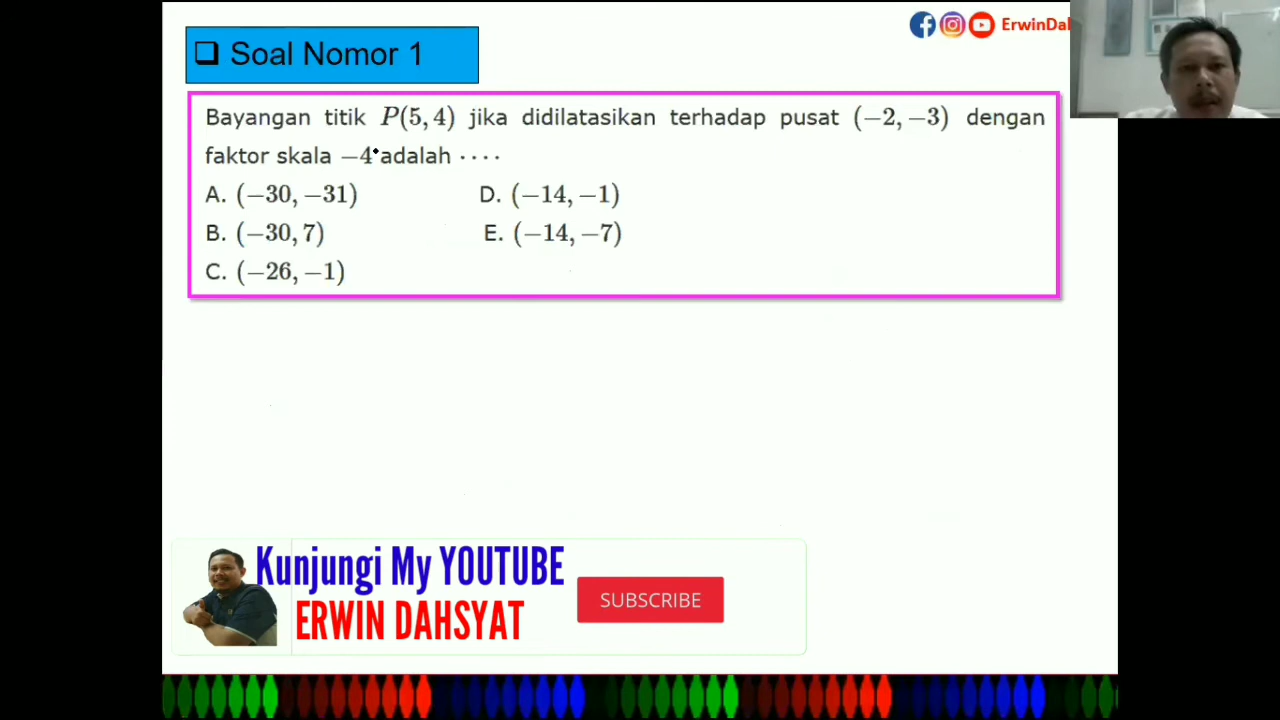 Soal Nomor 1
ErwinDah
Bayangan titik P(5, 4) jika didilatasikan terhadap pusat (−2, −3) dengan
faktor skala −4 adalah ····
A. (−30, −31) D. (−14, −1)
B. (−30, 7) E. (−14, −7)
C. (−26, −1)
Kunjungi My YOUTUBE
ERWIN DAHSYAT
SUBSCRIBE